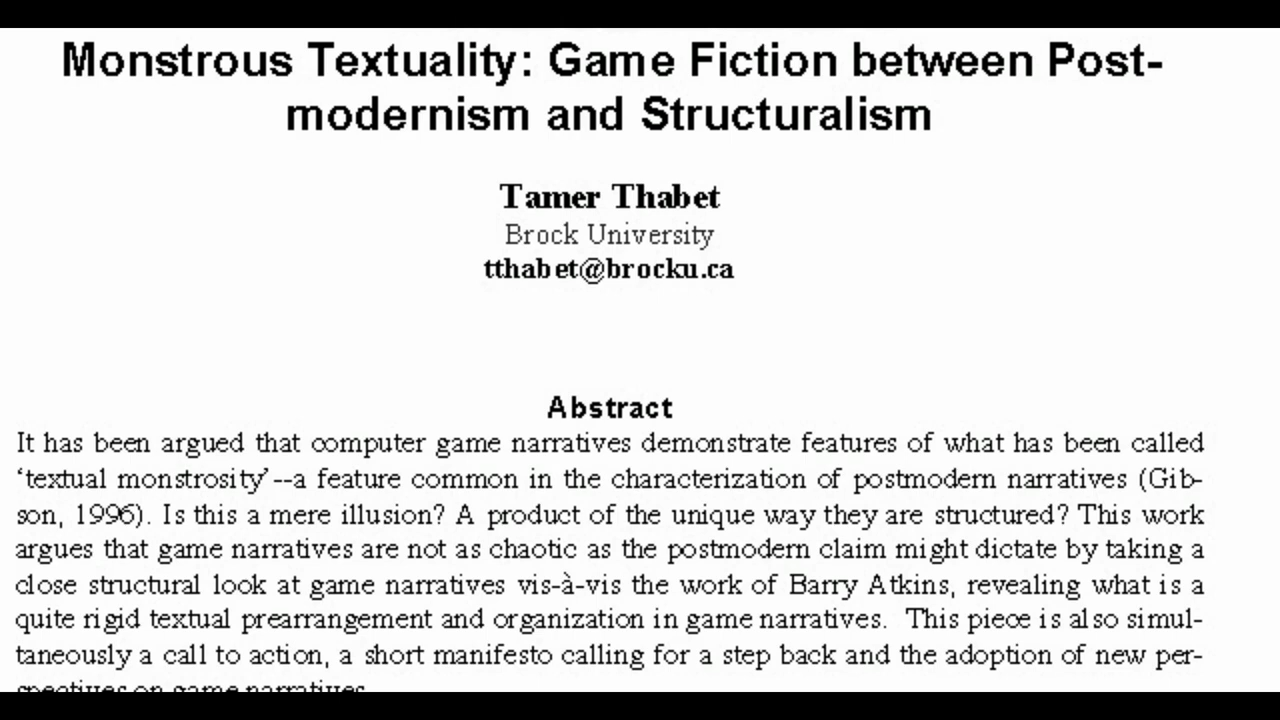 Monstrous Textuality: Game Fiction between Post-
modernism and Structuralism
Tamer Thabet
Brock University
tthabet@brocku.ca
Abstract
It has been argued that computer game narratives demonstrate features of what has been called
‘textual monstrosity’--a feature common in the characterization of postmodern narratives (Gib-
son, 1996). Is this a mere illusion? A product of the unique way they are structured? This work
argues that game narratives are not as chaotic as the postmodern claim might dictate by taking a
close structural look at game narratives vis-à-vis the work of Barry Atkins, revealing what is a
quite rigid textual prearrangement and organization in game narratives. This piece is also simul-
taneously a call to action, a short manifesto calling for a step back and the adoption of new per-
spectives on game narratives.